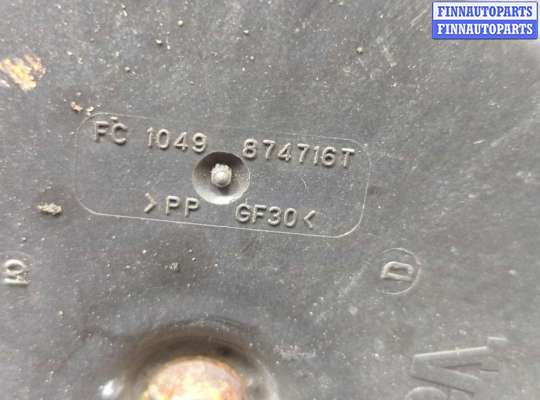 FINNAUTOPARTS
FINNAUTOPARTS
FC 1049 874716T
>PP GF30<
D